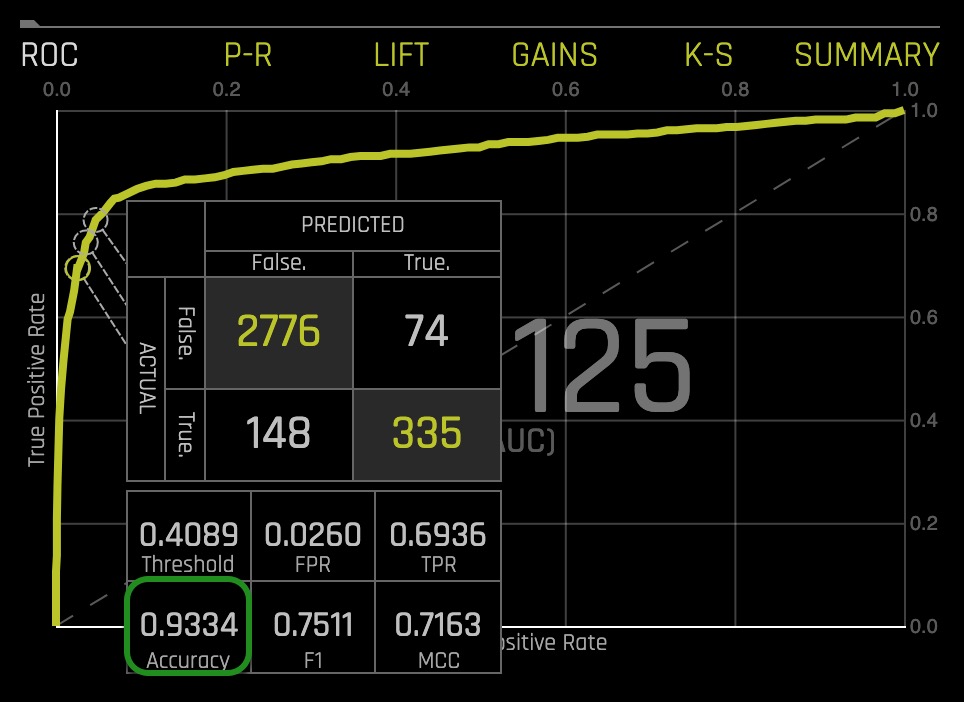 ROC P-R LIFT GAINS K-S SUMMARY
0.0 0.2 0.4 0.6 0.8 1.0
1.0
0.8
0.6
0.4
0.2
0.0
True Positive Rate
PREDICTED
False. True.
ACTUAL
False. 2776 74
True. 148 335
125
0.4089 0.0260 0.6936
Threshold FPR TPR
0.9334 0.7511 0.7163
Accuracy F1 MCC
Rate